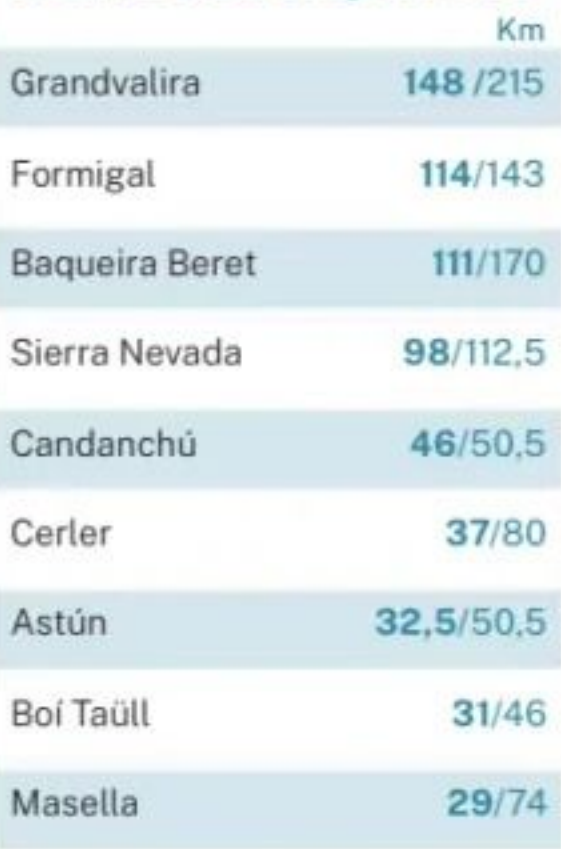 Km
Grandvalira 148 /215
Formigal 114/143
Baqueira Beret 111/170
Sierra Nevada 98/112,5
Candanchú 46/50,5
Cerler 37/80
Astún 32,5/50,5
Boí Taüll 31/46
Masella 29/74